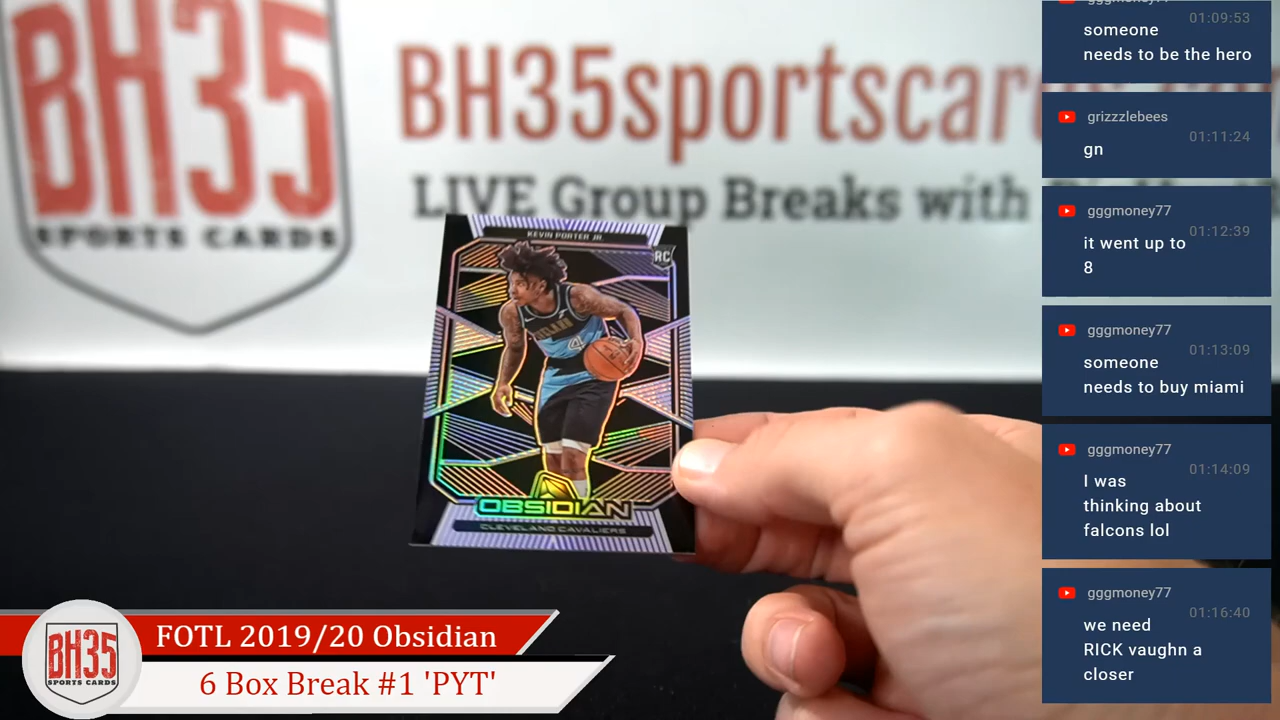 BH35
SPORTS CARDS
BH35sportscar
LIVE Group Breaks with
KEVIN PORTER JR.
RC
4
OBSIDIAN
CLEVELAND CAVALIERS
BH35
SPORTS CARDS
FOTL 2019/20 Obsidian
6 Box Break #1 'PYT'
gggmoney77
01:09:53
someone
needs to be the hero
grizzzlebees
01:11:24
gn
gggmoney77
01:12:39
it went up to
8
gggmoney77
01:13:09
someone
needs to buy miami
gggmoney77
01:14:09
I was
thinking about
falcons lol
gggmoney77
01:16:40
we need
RICK vaughn a
closer